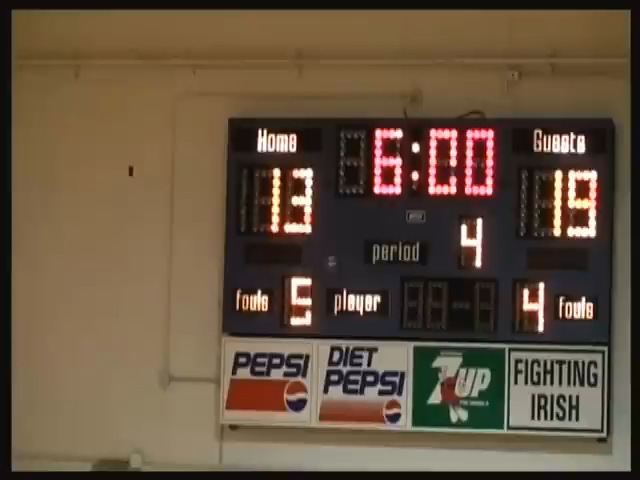 Home 6:00 Guests
13 19
period 4
fouls 5 player 4 fouls
PEPSI DIET PEPSI 7UP FIGHTING IRISH